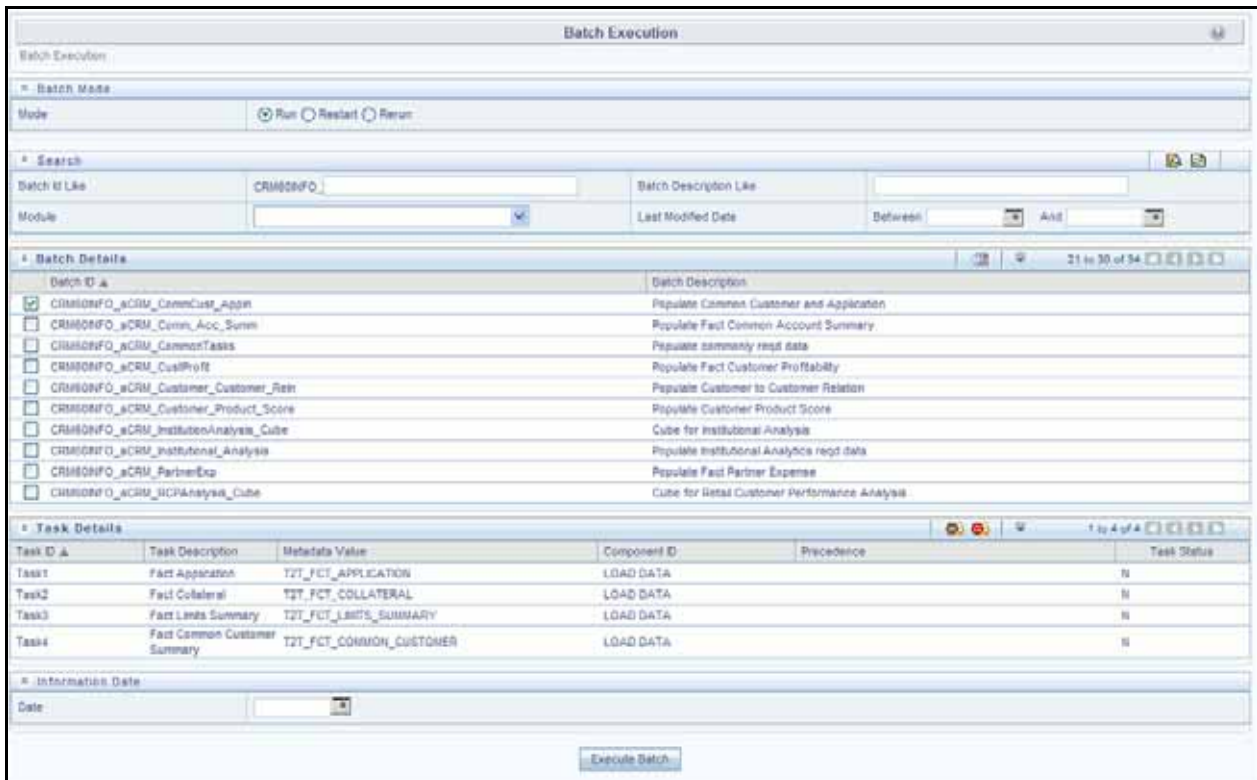 Batch Execution
Batch Execution
Batch Mode
Mode Run Restart Rerun
Search
Batch Id Like CRM60INFO_ Batch Description Like
Module Last Modified Date Between And
Batch Details 21 to 30 of 94
Batch ID Batch Description
CRM60INFO_aCRM_CommCust_Appln Populate Common Customer and Application
CRM60INFO_aCRM_Comm_Acc_Summ Populate Fact Common Account Summary
CRM60INFO_aCRM_CommonTasks Populate commonly reqd data
CRM60INFO_aCRM_CustProfit Populate Fact Customer Profitability
CRM60INFO_aCRM_Customer_Customer_Reln Populate Customer to Customer Relation
CRM60INFO_aCRM_Customer_Product_Score Populate Customer Product Score
CRM60INFO_aCRM_InstitutionAnalysis_Cube Cube for Institutional Analysis
CRM60INFO_aCRM_Institutional_Analysis Populate Institutional Analytics reqd data
CRM60INFO_aCRM_PartnerExp Populate Fact Partner Expense
CRM60INFO_aCRM_RCPAnalysis_Cube Cube for Retail Customer Performance Analysis
Task Details 1 to 4 of 4
Task ID Task Description Metadata Value Component ID Precedence Task Status
Task1 Fact Application T2T_FCT_APPLICATION LOAD DATA N
Task2 Fact Collateral T2T_FCT_COLLATERAL LOAD DATA N
Task3 Fact Limits Summary T2T_FCT_LIMITS_SUMMARY LOAD DATA N
Task4 Fact Common Customer Summary T2T_FCT_COMMON_CUSTOMER LOAD DATA N
Information Date
Date
Execute Batch